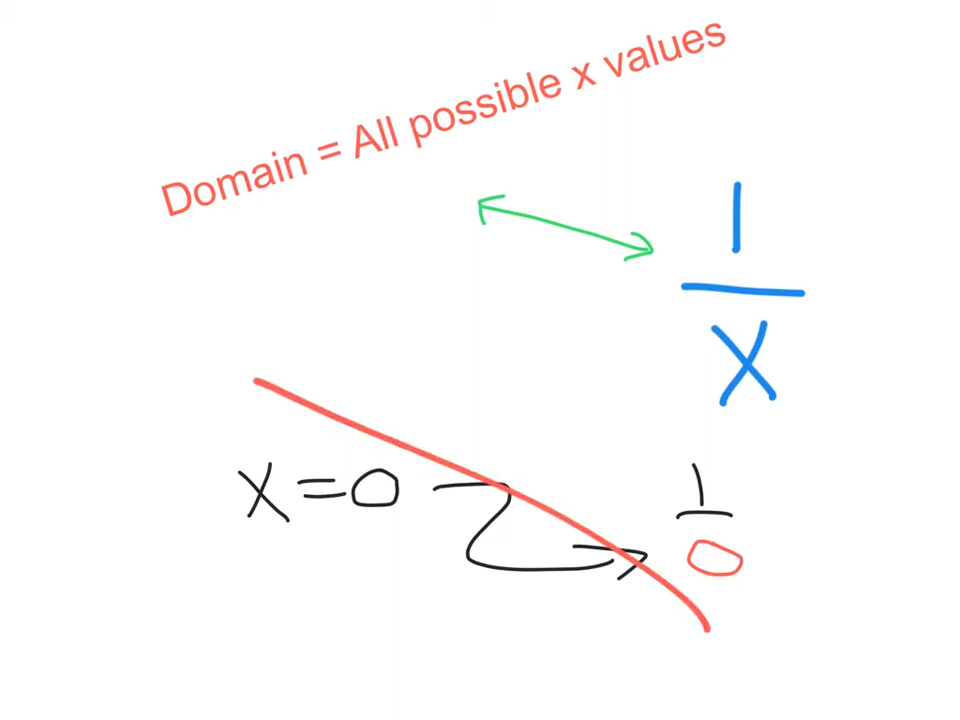 Domain = All possible x values
1
x
x=0
1
0